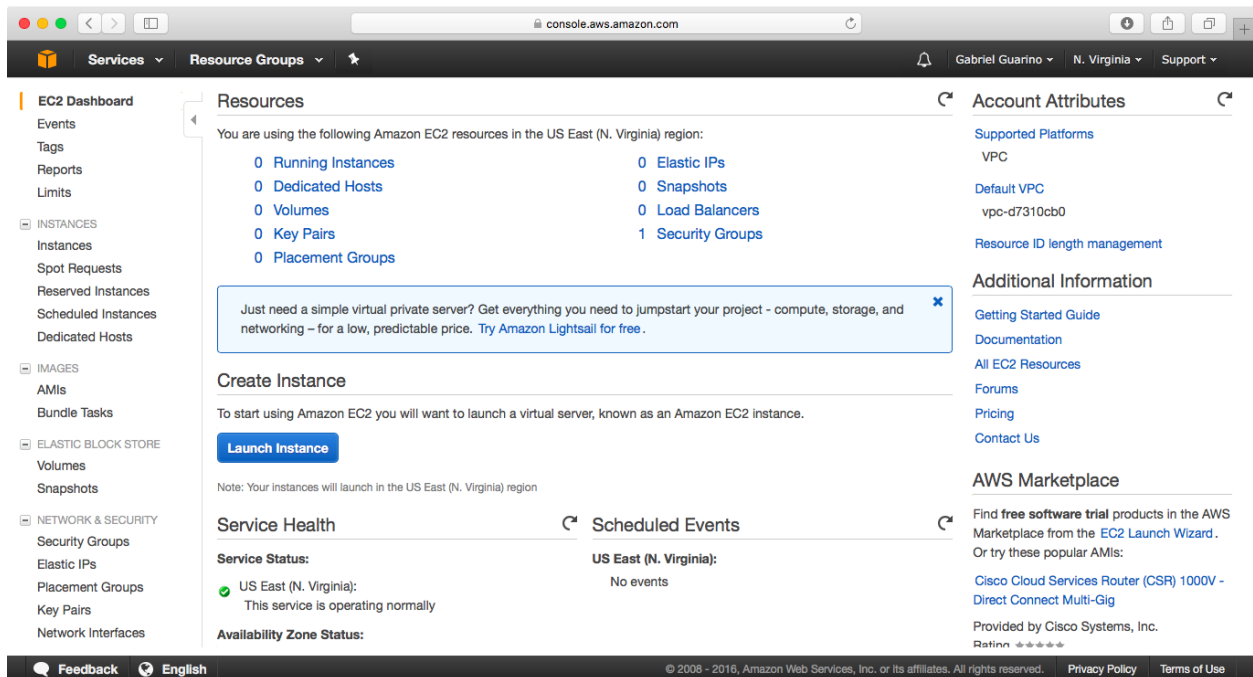 console.aws.amazon.com
Services
Resource Groups
Gabriel Guarino
N. Virginia
Support
EC2 Dashboard
Events
Tags
Reports
Limits
INSTANCES
Instances
Spot Requests
Reserved Instances
Scheduled Instances
Dedicated Hosts
IMAGES
AMIs
Bundle Tasks
ELASTIC BLOCK STORE
Volumes
Snapshots
NETWORK & SECURITY
Security Groups
Elastic IPs
Placement Groups
Key Pairs
Network Interfaces
Resources
You are using the following Amazon EC2 resources in the US East (N. Virginia) region:
0 Running Instances
0 Dedicated Hosts
0 Volumes
0 Key Pairs
0 Placement Groups
0 Elastic IPs
0 Snapshots
0 Load Balancers
1 Security Groups
Just need a simple virtual private server? Get everything you need to jumpstart your project - compute, storage, and
networking – for a low, predictable price. Try Amazon Lightsail for free.
Create Instance
To start using Amazon EC2 you will want to launch a virtual server, known as an Amazon EC2 instance.
Launch Instance
Note: Your instances will launch in the US East (N. Virginia) region
Service Health
Service Status:
US East (N. Virginia):
This service is operating normally
Availability Zone Status:
Scheduled Events
US East (N. Virginia):
No events
Account Attributes
Supported Platforms
VPC
Default VPC
vpc-d7310cb0
Resource ID length management
Additional Information
Getting Started Guide
Documentation
All EC2 Resources
Forums
Pricing
Contact Us
AWS Marketplace
Find free software trial products in the AWS
Marketplace from the EC2 Launch Wizard.
Or try these popular AMIs:
Cisco Cloud Services Router (CSR) 1000V -
Direct Connect Multi-Gig
Provided by Cisco Systems, Inc.
Rating
Feedback
English
© 2008 - 2016, Amazon Web Services, Inc. or its affiliates. All rights reserved.
Privacy Policy
Terms of Use